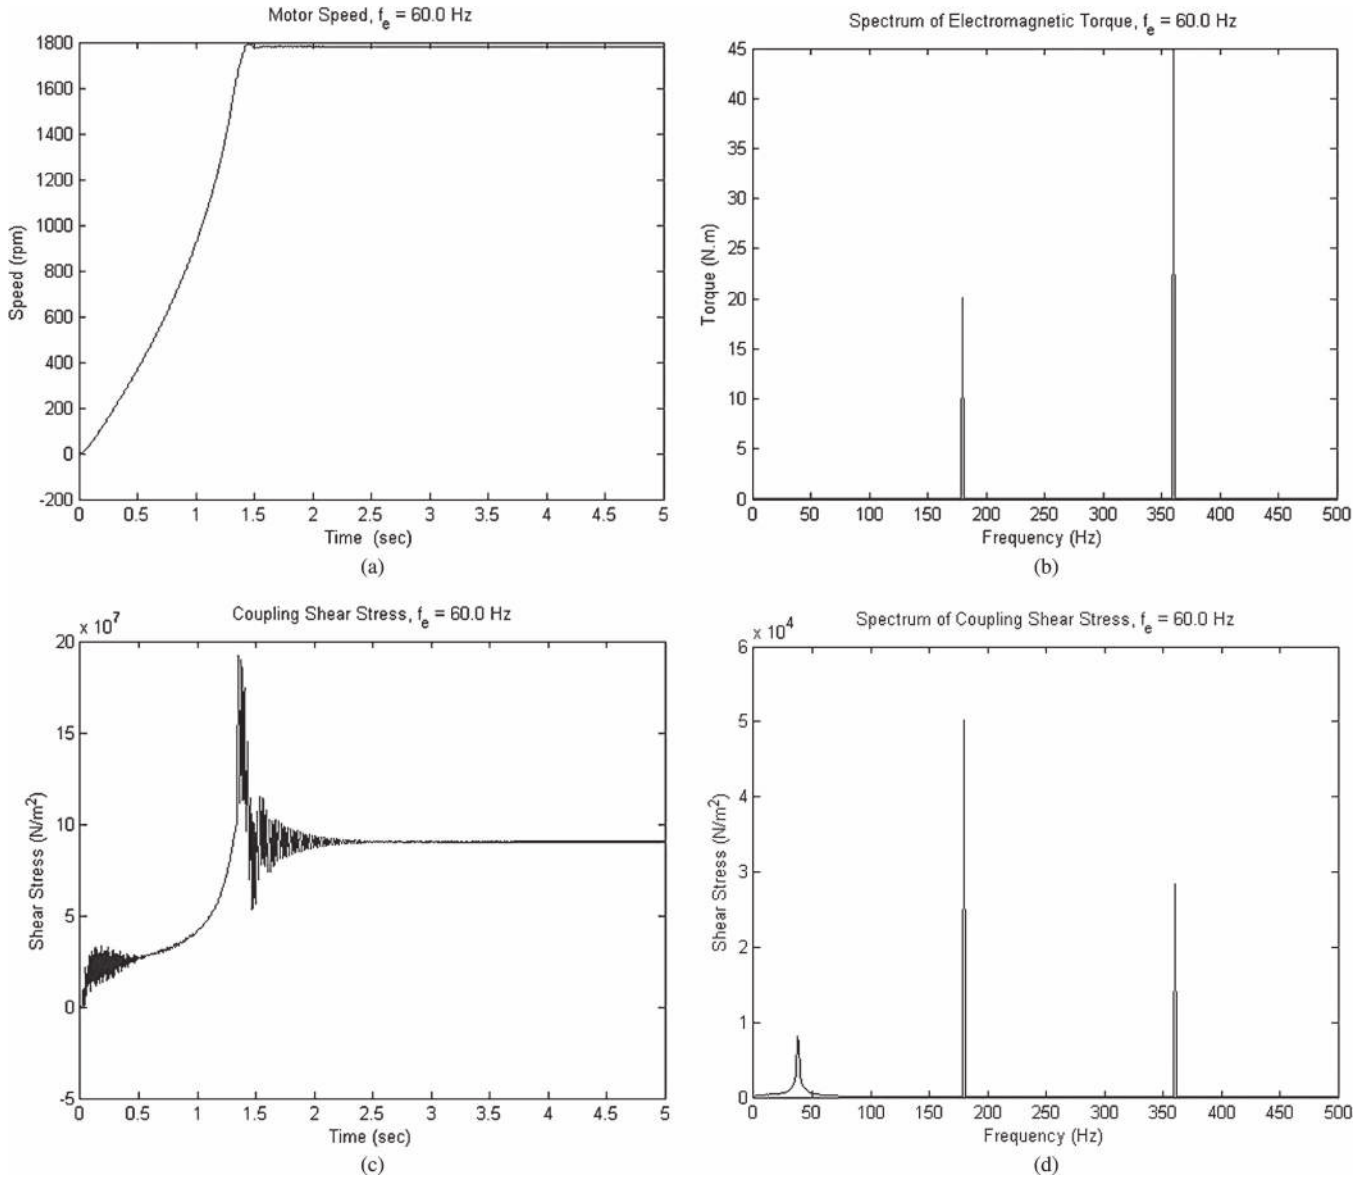 Motor Speed, fe = 60.0 Hz
1800
1600
1400
1200
1000
800
600
400
200
0
-200
Speed (rpm)
0 0.5 1 1.5 2 2.5 3 3.5 4 4.5 5
Time (sec)
(a)
Spectrum of Electromagnetic Torque, fe = 60.0 Hz
45
40
35
30
25
20
15
10
5
0
Torque (N.m)
0 50 100 150 200 250 300 350 400 450 500
Frequency (Hz)
(b)
Coupling Shear Stress, fe = 60.0 Hz
x 10^7
20
15
10
5
0
-5
Shear Stress (N/m²)
0 0.5 1 1.5 2 2.5 3 3.5 4 4.5 5
Time (sec)
(c)
Spectrum of Coupling Shear Stress, fe = 60.0 Hz
x 10^4
6
5
4
3
2
1
0
Shear Stress (N/m²)
0 50 100 150 200 250 300 350 400 450 500
Frequency (Hz)
(d)